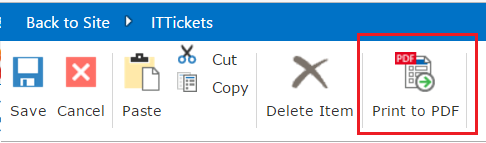 Back to Site ITTickets
Cut
Copy
PDF
Save Cancel Paste Delete Item Print to PDF